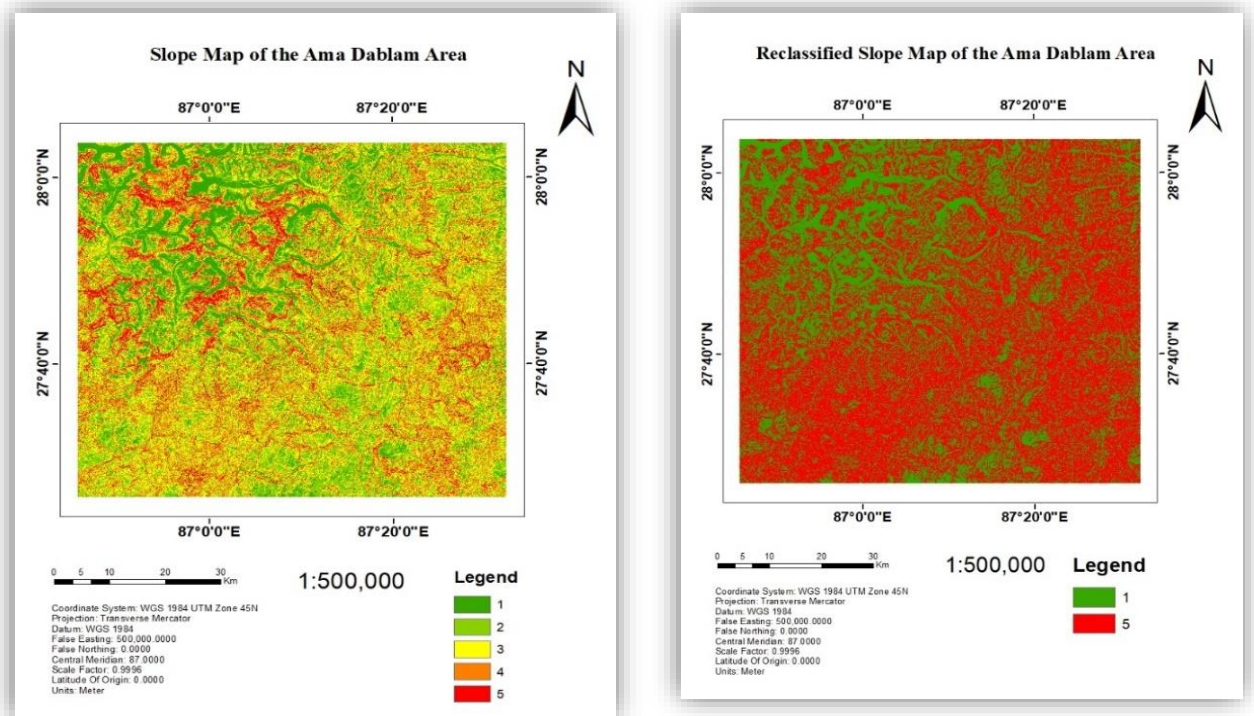 Slope Map of the Ama Dablam Area
N
87°0'0"E 87°20'0"E
28°0'0"N 28°0'0"N
27°40'0"N 27°40'0"N
87°0'0"E 87°20'0"E
0 5 10 20 30
Km
1:500,000
Coordinate System: WGS 1984 UTM Zone 45N
Projection: Transverse Mercator
Datum: WGS 1984
False Easting: 500,000.0000
False Northing: 0.0000
Central Meridian: 87.0000
Scale Factor: 0.9996
Latitude Of Origin: 0.0000
Units: Meter
Legend
1
2
3
4
5
Reclassified Slope Map of the Ama Dablam Area
N
87°0'0"E 87°20'0"E
28°0'0"N 28°0'0"N
27°40'0"N 27°40'0"N
87°0'0"E 87°20'0"E
0 5 10 20 30
Km
1:500,000
Coordinate System: WGS 1984 UTM Zone 45N
Projection: Transverse Mercator
Datum: WGS 1984
False Easting: 500,000.0000
False Northing: 0.0000
Central Meridian: 87.0000
Scale Factor: 0.9996
Latitude Of Origin: 0.0000
Units: Meter
Legend
1
5